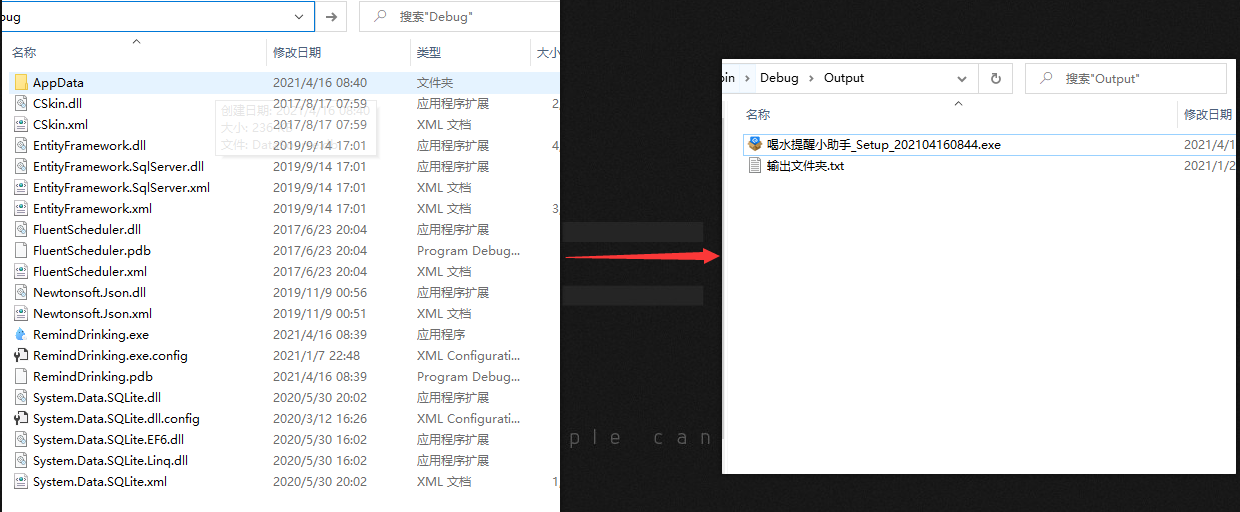 bug
搜索"Debug"
名称 修改日期 类型 大小
AppData 2021/4/16 08:40 文件夹
CSkin.dll 2017/8/17 07:59 应用程序扩展 2
CSkin.xml 2017/8/17 07:59 XML 文档
EntityFramework.dll 2019/9/14 17:01 应用程序扩展 4
EntityFramework.SqlServer.dll 2019/9/14 17:01 应用程序扩展
EntityFramework.SqlServer.xml 2019/9/14 17:01 XML 文档
EntityFramework.xml 2019/9/14 17:01 XML 文档 3,
FluentScheduler.dll 2017/6/23 20:04 应用程序扩展
FluentScheduler.pdb 2017/6/23 20:04 Program Debug...
FluentScheduler.xml 2017/6/23 20:04 XML 文档
Newtonsoft.Json.dll 2019/11/9 00:56 应用程序扩展
Newtonsoft.Json.xml 2019/11/9 00:51 XML 文档
RemindDrinking.exe 2021/4/16 08:39 应用程序
RemindDrinking.exe.config 2021/1/7 22:48 XML Configurati...
RemindDrinking.pdb 2021/4/16 08:39 Program Debug...
System.Data.SQLite.dll 2020/5/30 20:02 应用程序扩展
System.Data.SQLite.dll.config 2020/3/12 16:26 XML Configurati...
System.Data.SQLite.EF6.dll 2020/5/30 16:02 应用程序扩展
System.Data.SQLite.Linq.dll 2020/5/30 16:02 应用程序扩展
System.Data.SQLite.xml 2020/5/30 20:02 XML 文档 1,
创建日期: 2021/4/16 08:40
大小: 236 KB
文件:
ple can
bin > Debug > Output
搜索"Output"
名称 修改日期
喝水提醒小助手_Setup_202104160844.exe 2021/4/1
输出文件夹.txt 2021/1/2